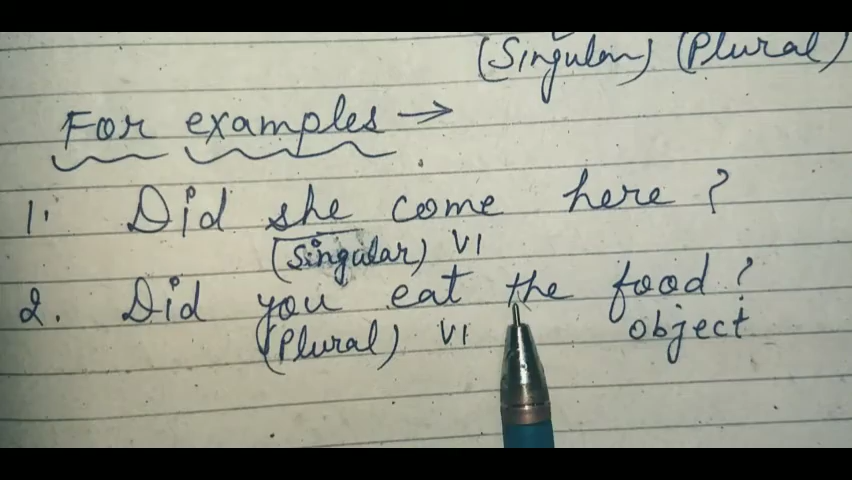 (Singular) (Plural)
For examples →
1. Did she come here ?
(Singular) V1
2. Did you eat the food ?
(Plural) V1 object